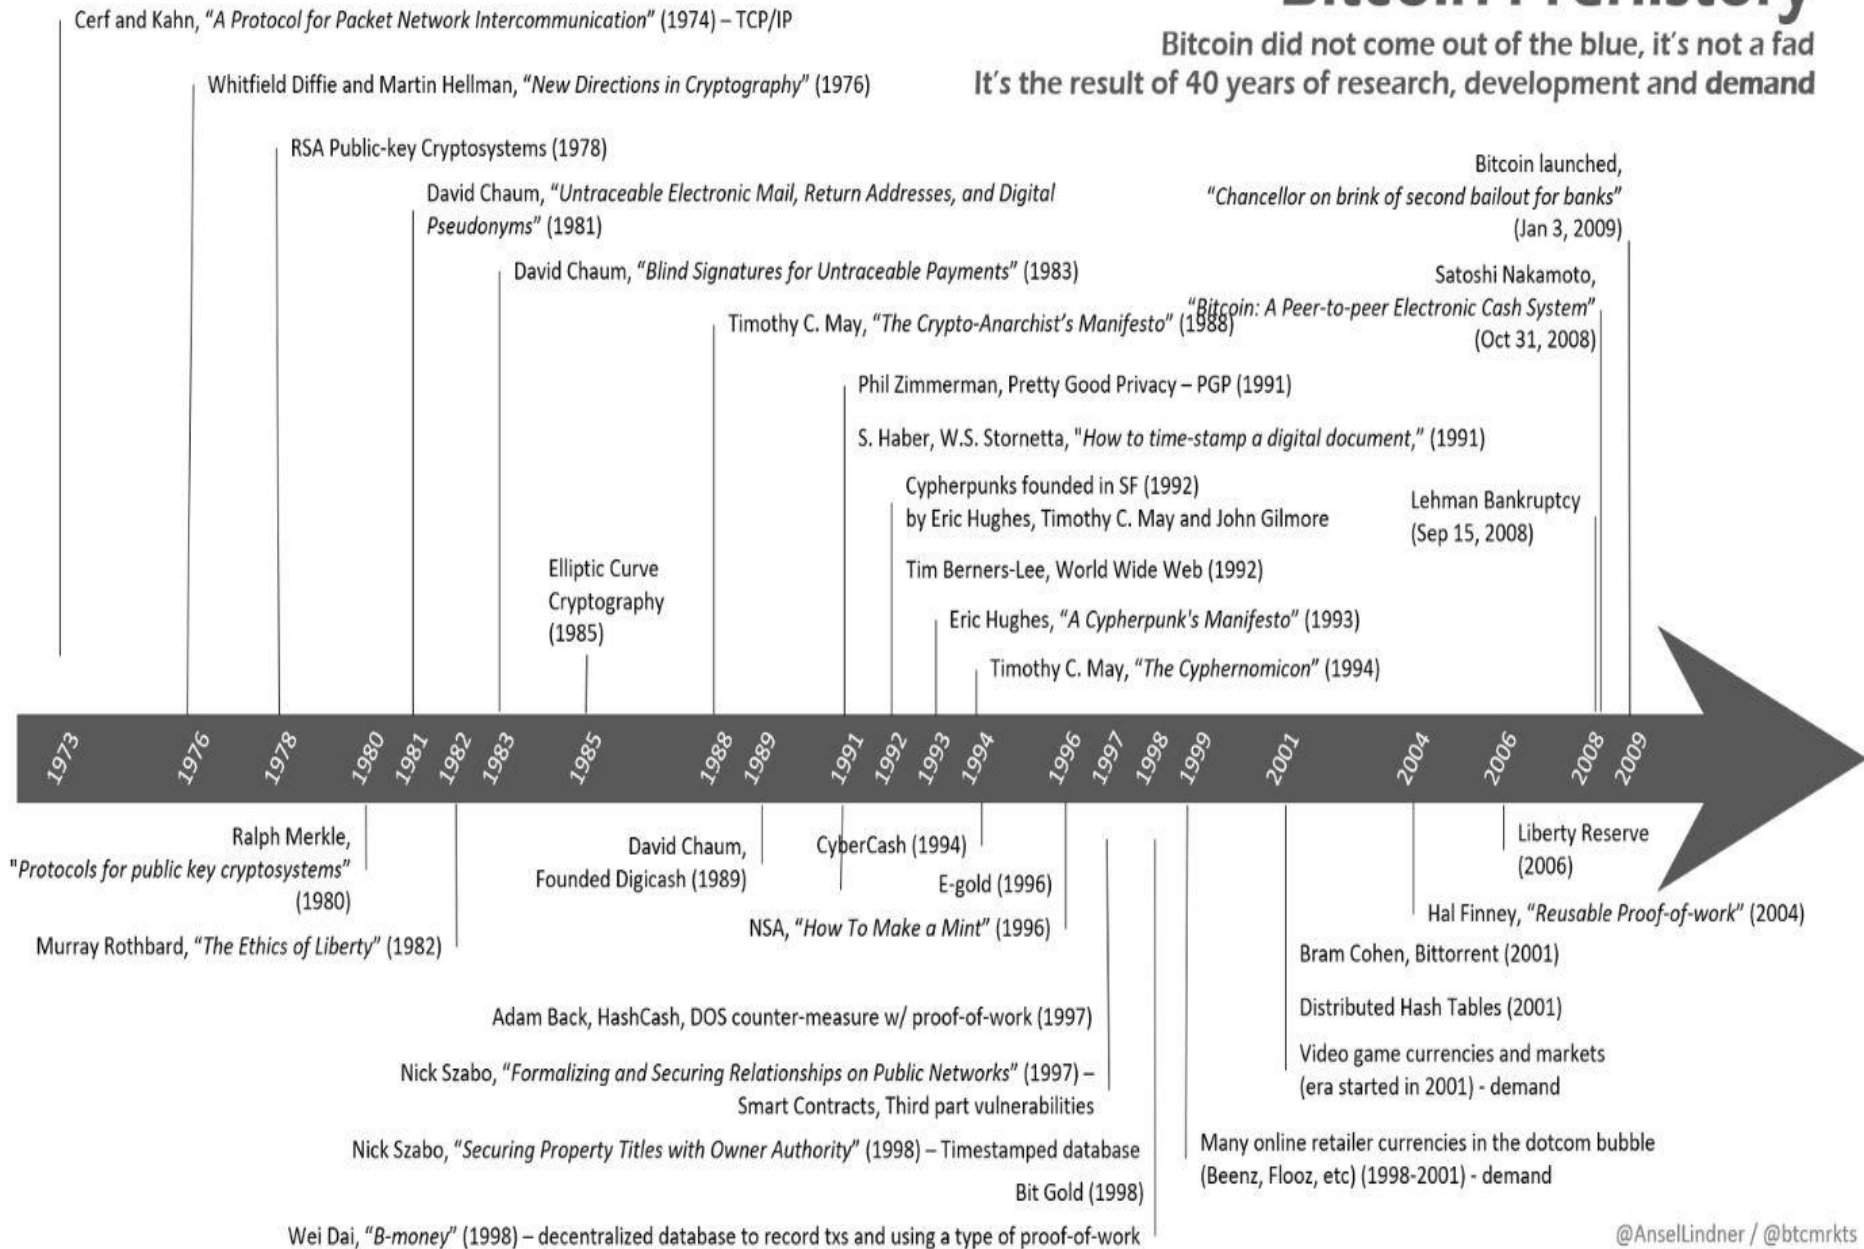 Bitcoin Prehistory
Bitcoin did not come out of the blue, it's not a fad
It's the result of 40 years of research, development and demand
Cerf and Kahn, "A Protocol for Packet Network Intercommunication" (1974) – TCP/IP
Whitfield Diffie and Martin Hellman, "New Directions in Cryptography" (1976)
RSA Public-key Cryptosystems (1978)
David Chaum, "Untraceable Electronic Mail, Return Addresses, and Digital
Pseudonyms" (1981)
David Chaum, "Blind Signatures for Untraceable Payments" (1983)
Timothy C. May, "The Crypto-Anarchist's Manifesto" (1988)
Phil Zimmerman, Pretty Good Privacy – PGP (1991)
S. Haber, W.S. Stornetta, "How to time-stamp a digital document," (1991)
Cypherpunks founded in SF (1992)
by Eric Hughes, Timothy C. May and John Gilmore
Tim Berners-Lee, World Wide Web (1992)
Eric Hughes, "A Cypherpunk's Manifesto" (1993)
Timothy C. May, "The Cyphernomicon" (1994)
Elliptic Curve
Cryptography
(1985)
Bitcoin launched,
"Chancellor on brink of second bailout for banks"
(Jan 3, 2009)
Satoshi Nakamoto,
"Bitcoin: A Peer-to-peer Electronic Cash System"
(Oct 31, 2008)
Lehman Bankruptcy
(Sep 15, 2008)
1973 1976 1978 1980 1981 1982 1983 1985 1988 1989 1991 1992 1993 1994 1996 1997 1998 1999 2001 2004 2006 2008 2009
Ralph Merkle,
"Protocols for public key cryptosystems"
(1980)
Murray Rothbard, "The Ethics of Liberty" (1982)
David Chaum,
Founded Digicash (1989)
CyberCash (1994)
E-gold (1996)
NSA, "How To Make a Mint" (1996)
Adam Back, HashCash, DOS counter-measure w/ proof-of-work (1997)
Nick Szabo, "Formalizing and Securing Relationships on Public Networks" (1997) –
Smart Contracts, Third part vulnerabilities
Nick Szabo, "Securing Property Titles with Owner Authority" (1998) – Timestamped database
Bit Gold (1998)
Wei Dai, "B-money" (1998) – decentralized database to record txs and using a type of proof-of-work
Liberty Reserve
(2006)
Hal Finney, "Reusable Proof-of-work" (2004)
Bram Cohen, Bittorrent (2001)
Distributed Hash Tables (2001)
Video game currencies and markets
(era started in 2001) - demand
Many online retailer currencies in the dotcom bubble
(Beenz, Flooz, etc) (1998-2001) - demand
@AnselLindner / @btcmrkts